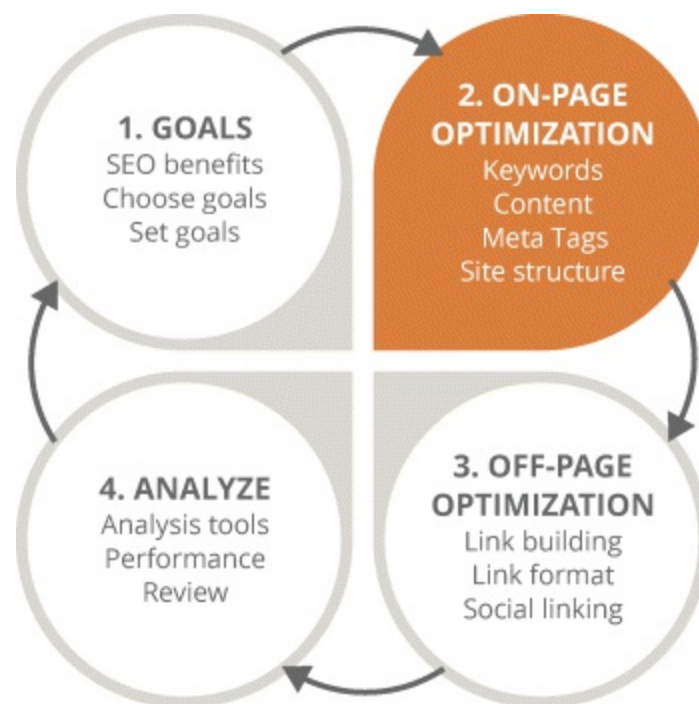 1. GOALS
SEO benefits
Choose goals
Set goals
2. ON-PAGE
OPTIMIZATION
Keywords
Content
Meta Tags
Site structure
3. OFF-PAGE
OPTIMIZATION
Link building
Link format
Social linking
4. ANALYZE
Analysis tools
Performance
Review